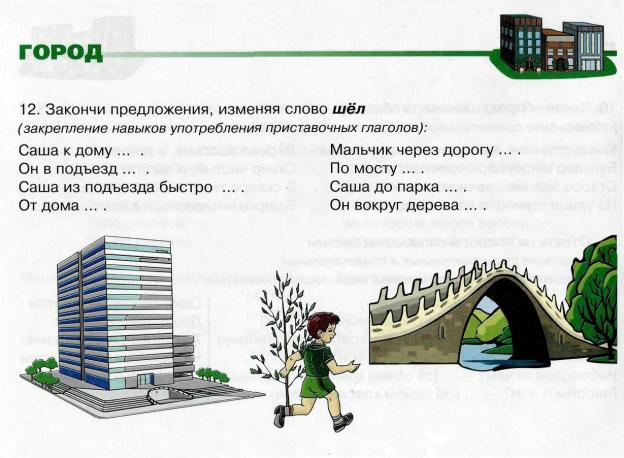 ГОРОД
12. Закончи предложения, изменяя слово шёл
(закрепление навыков употребления приставочных глаголов):
Саша к дому ... .
Он в подъезд ... .
Саша из подъезда быстро ... .
От дома ... .
Мальчик через дорогу ... .
По мосту ... .
Саша до парка ... .
Он вокруг дерева ... .